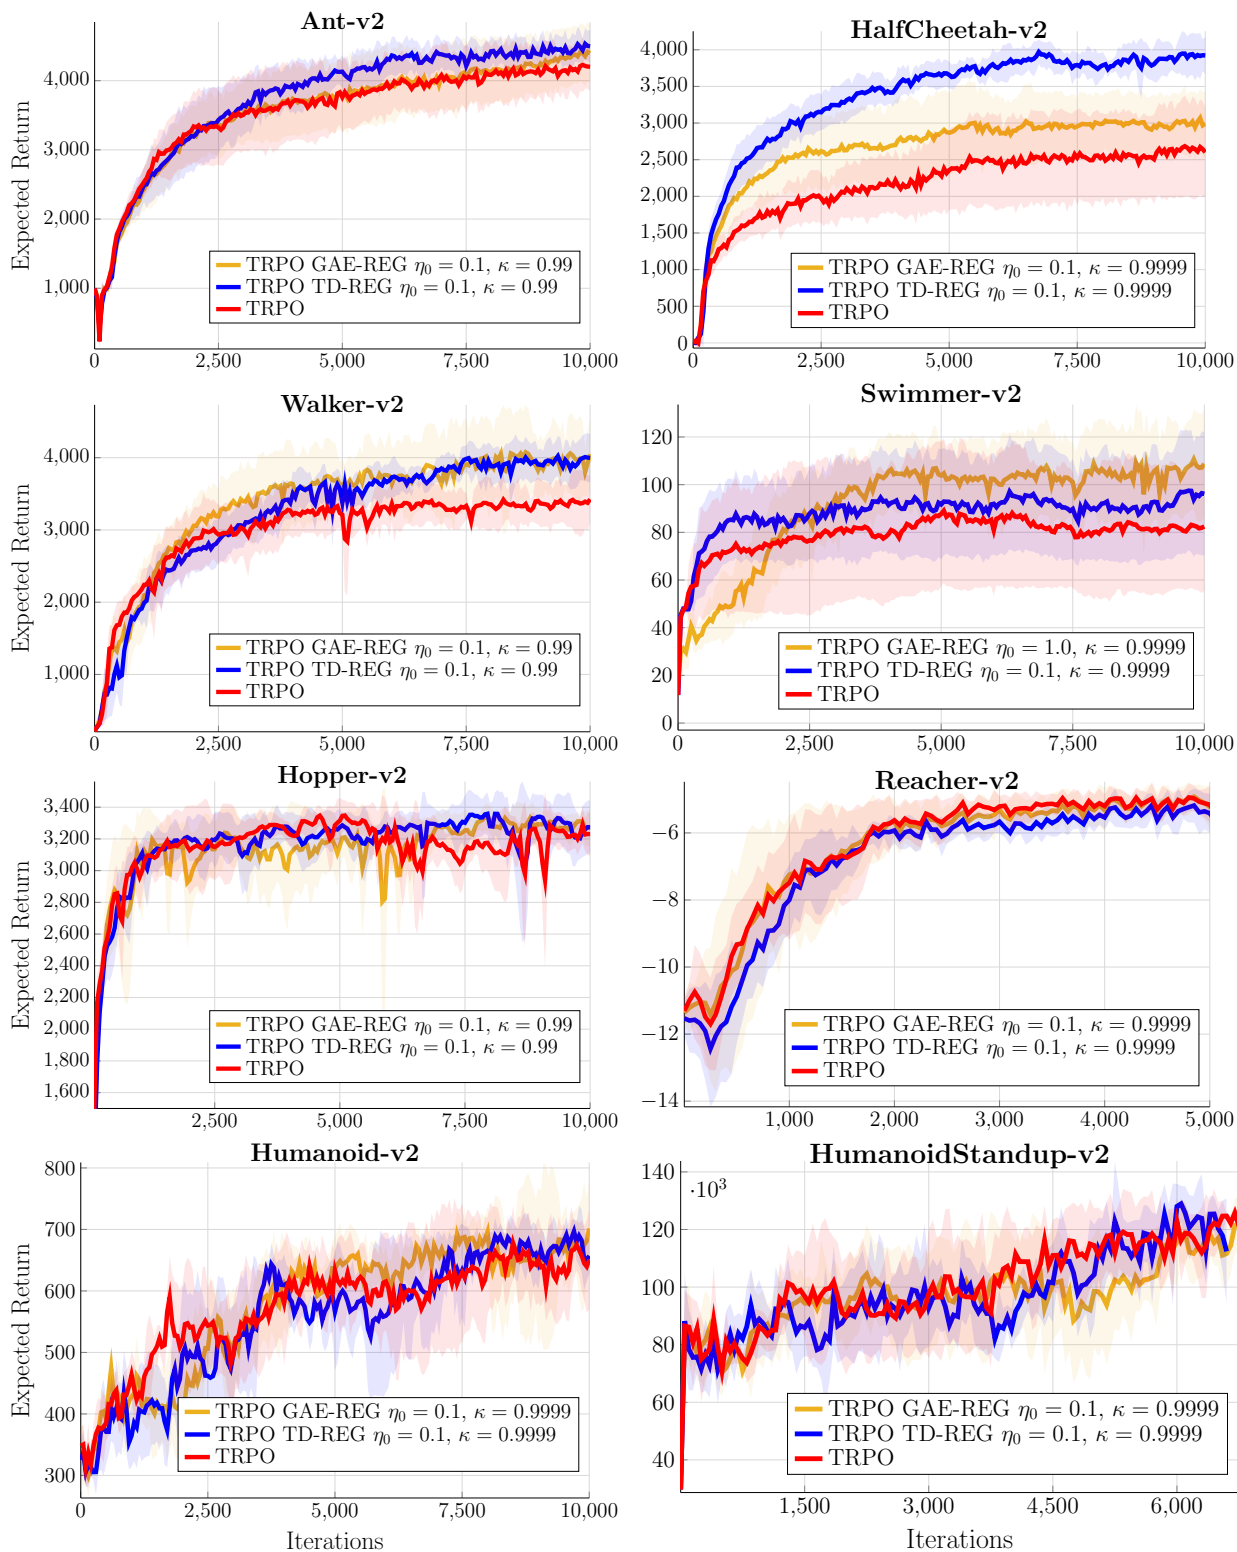 Ant-v2
Expected Return
4,000
3,000
2,000
1,000
0
2,500
5,000
7,500
10,000
TRPO GAE-REG η₀ = 0.1, κ = 0.99
TRPO TD-REG η₀ = 0.1, κ = 0.99
TRPO
HalfCheetah-v2
4,000
3,500
3,000
2,500
2,000
1,500
1,000
500
0
0
2,500
5,000
7,500
10,000
TRPO GAE-REG η₀ = 0.1, κ = 0.9999
TRPO TD-REG η₀ = 0.1, κ = 0.9999
TRPO
Walker-v2
Expected Return
4,000
3,000
2,000
1,000
0
2,500
5,000
7,500
10,000
TRPO GAE-REG η₀ = 0.1, κ = 0.99
TRPO TD-REG η₀ = 0.1, κ = 0.99
TRPO
Swimmer-v2
120
100
80
60
40
20
0
0
2,500
5,000
7,500
10,000
TRPO GAE-REG η₀ = 1.0, κ = 0.9999
TRPO TD-REG η₀ = 0.1, κ = 0.9999
TRPO
Hopper-v2
Expected Return
3,400
3,200
3,000
2,800
2,600
2,400
2,200
2,000
1,800
1,600
2,500
5,000
7,500
10,000
TRPO GAE-REG η₀ = 0.1, κ = 0.99
TRPO TD-REG η₀ = 0.1, κ = 0.99
TRPO
Reacher-v2
−6
−8
−10
−12
−14
1,000
2,000
3,000
4,000
5,000
TRPO GAE-REG η₀ = 0.1, κ = 0.9999
TRPO TD-REG η₀ = 0.1, κ = 0.9999
TRPO
Humanoid-v2
Expected Return
800
700
600
500
400
300
0
2,500
5,000
7,500
10,000
Iterations
TRPO GAE-REG η₀ = 0.1, κ = 0.9999
TRPO TD-REG η₀ = 0.1, κ = 0.9999
TRPO
HumanoidStandup-v2
·10³
140
120
100
80
60
40
1,500
3,000
4,500
6,000
Iterations
TRPO GAE-REG η₀ = 0.1, κ = 0.9999
TRPO TD-REG η₀ = 0.1, κ = 0.9999
TRPO